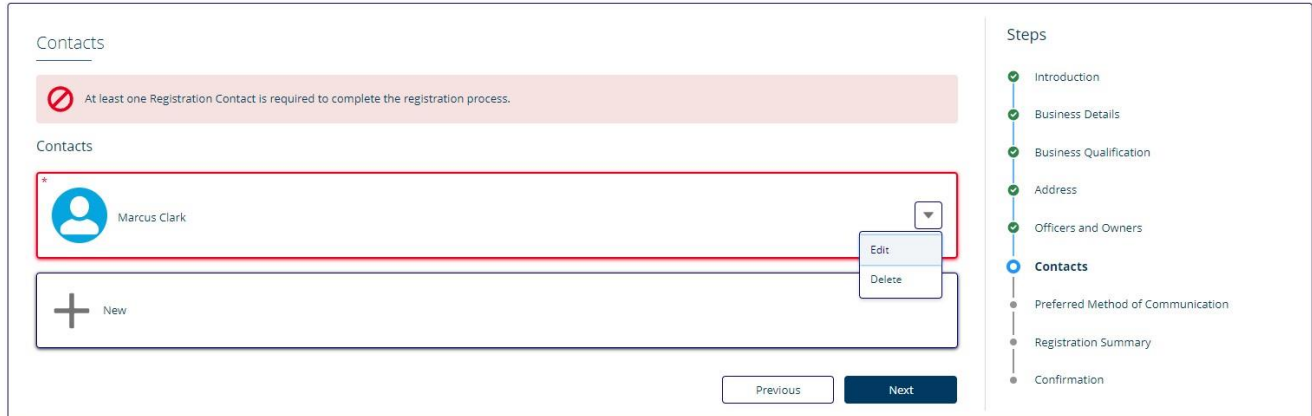 Contacts
At least one Registration Contact is required to complete the registration process.
Contacts
*
Marcus Clark
Edit
Delete
New
Previous
Next
Steps
Introduction
Business Details
Business Qualification
Address
Officers and Owners
Contacts
Preferred Method of Communication
Registration Summary
Confirmation